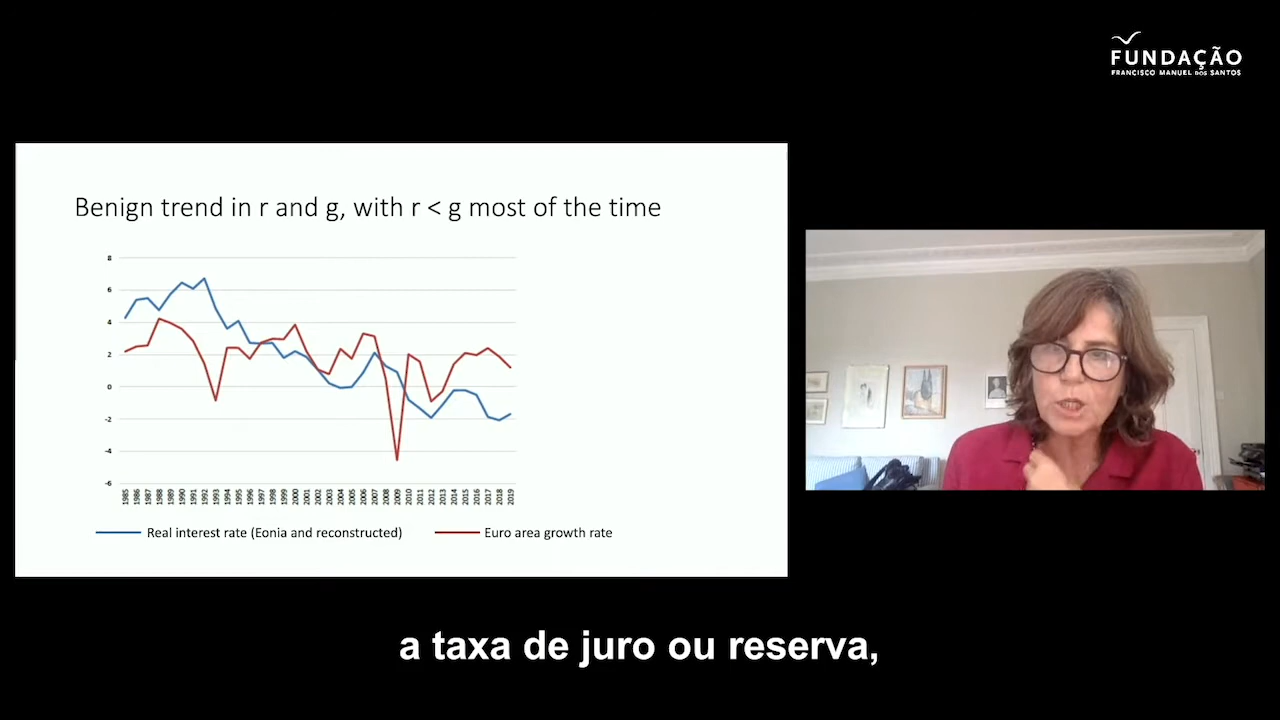 FUNDAÇÃO
FRANCISCO MANUEL DOS SANTOS
Benign trend in r and g, with r < g most of the time
8
6
4
2
0
-2
-4
-6
1985 1986 1987 1988 1989 1990 1991 1992 1993 1994 1995 1996 1997 1998 1999 2000 2001 2002 2003 2004 2005 2006 2007 2008 2009 2010 2011 2012 2013 2014 2015 2016 2017 2018 2019
Real interest rate (Eonia and reconstructed) Euro area growth rate
a taxa de juro ou reserva,